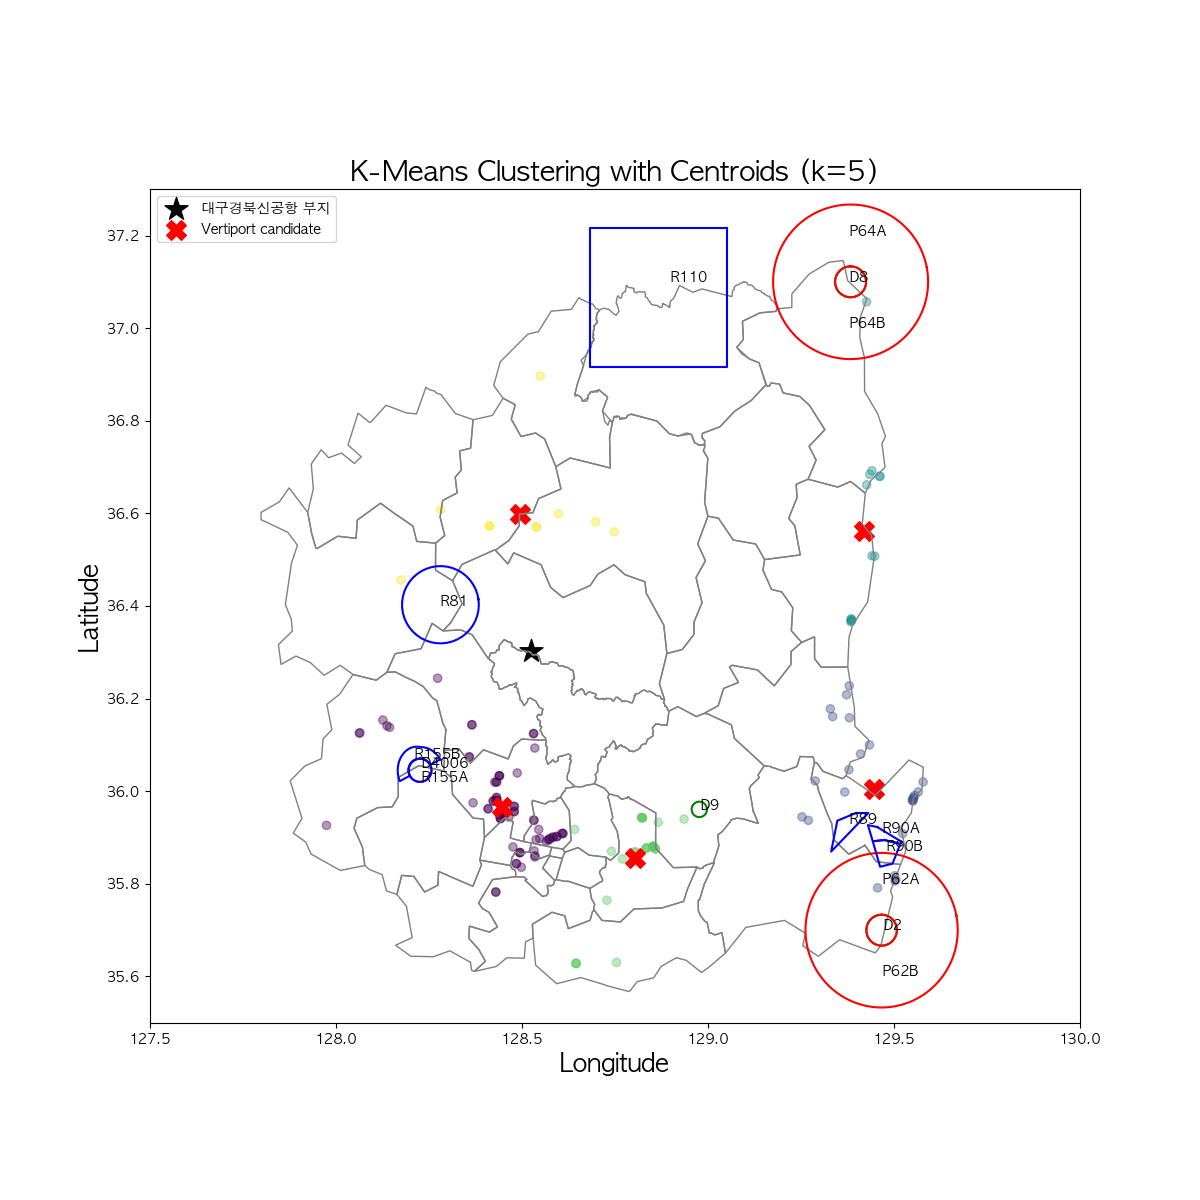 K-Means Clustering with Centroids (k=5)
대구경북신공항 부지
Vertiport candidate
37.2
37.0
36.8
36.6
36.4
36.2
36.0
35.8
35.6
Latitude
P64A
R110
D8
P64B
R81
R155B
D4006
R155A
D9
R89
R90A
R90B
P62A
D2
P62B
127.5
128.0
128.5
129.0
129.5
130.0
Longitude